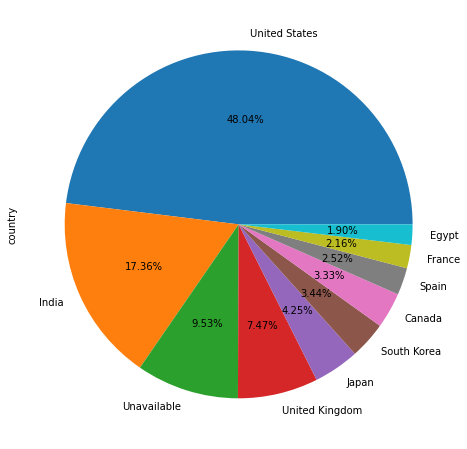 United States
48.04%
country
India
17.36%
Unavailable
9.53%
United Kingdom
7.47%
Japan
4.25%
South Korea
3.44%
Canada
3.33%
Spain
2.52%
France
2.16%
Egypt
1.90%